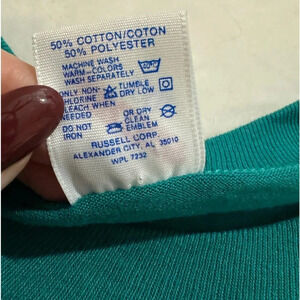 50% COTTON/COTON
50% POLYESTER
MACHINE WASH
WARM-COLORS
WASH SEPARATELY
ONLY NON-
CHLORINE
BLEACH WHEN
NEEDED
TUMBLE
DRY LOW
DO NOT
IRON
OR DRY
CLEAN
EMBLEM
RUSSELL CORP.
ALEXANDER CITY, AL 35010
WPL 7232